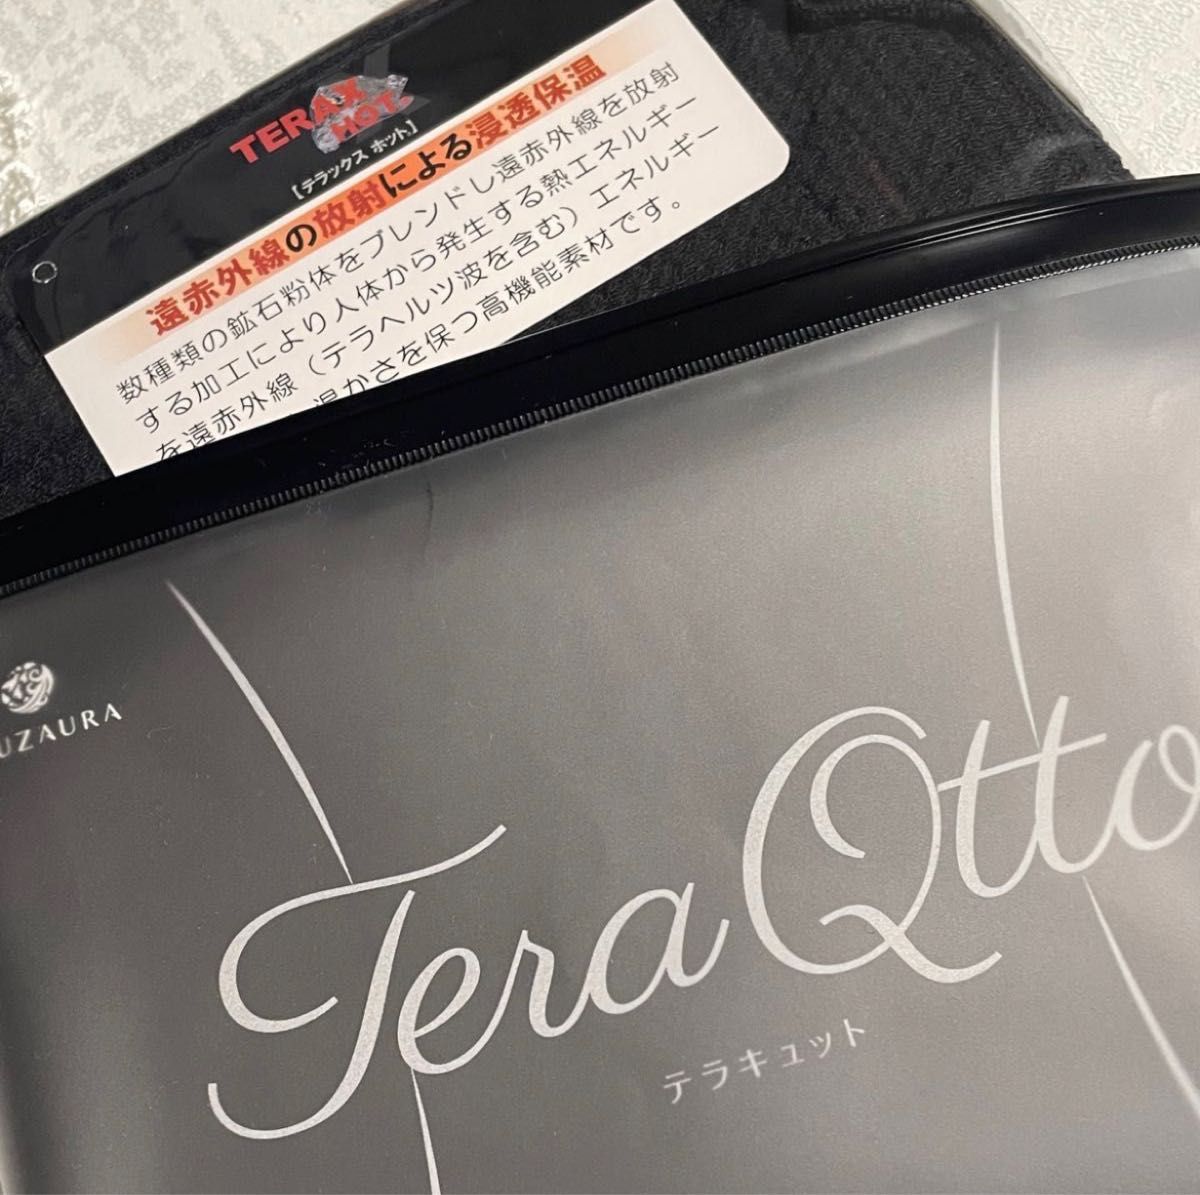 TERAX
HOT®
【テラックス ホット】
遠赤外線の放射による浸透保温
数種類の鉱石粉体をブレンドし遠赤外線を放射
する加工により人体から発生する熱エネルギー
を遠赤外線（テラヘルツ波を含む）エネルギー
温かさを保つ高機能素材です。
UZAURA
Tera Qtto
テラキュット